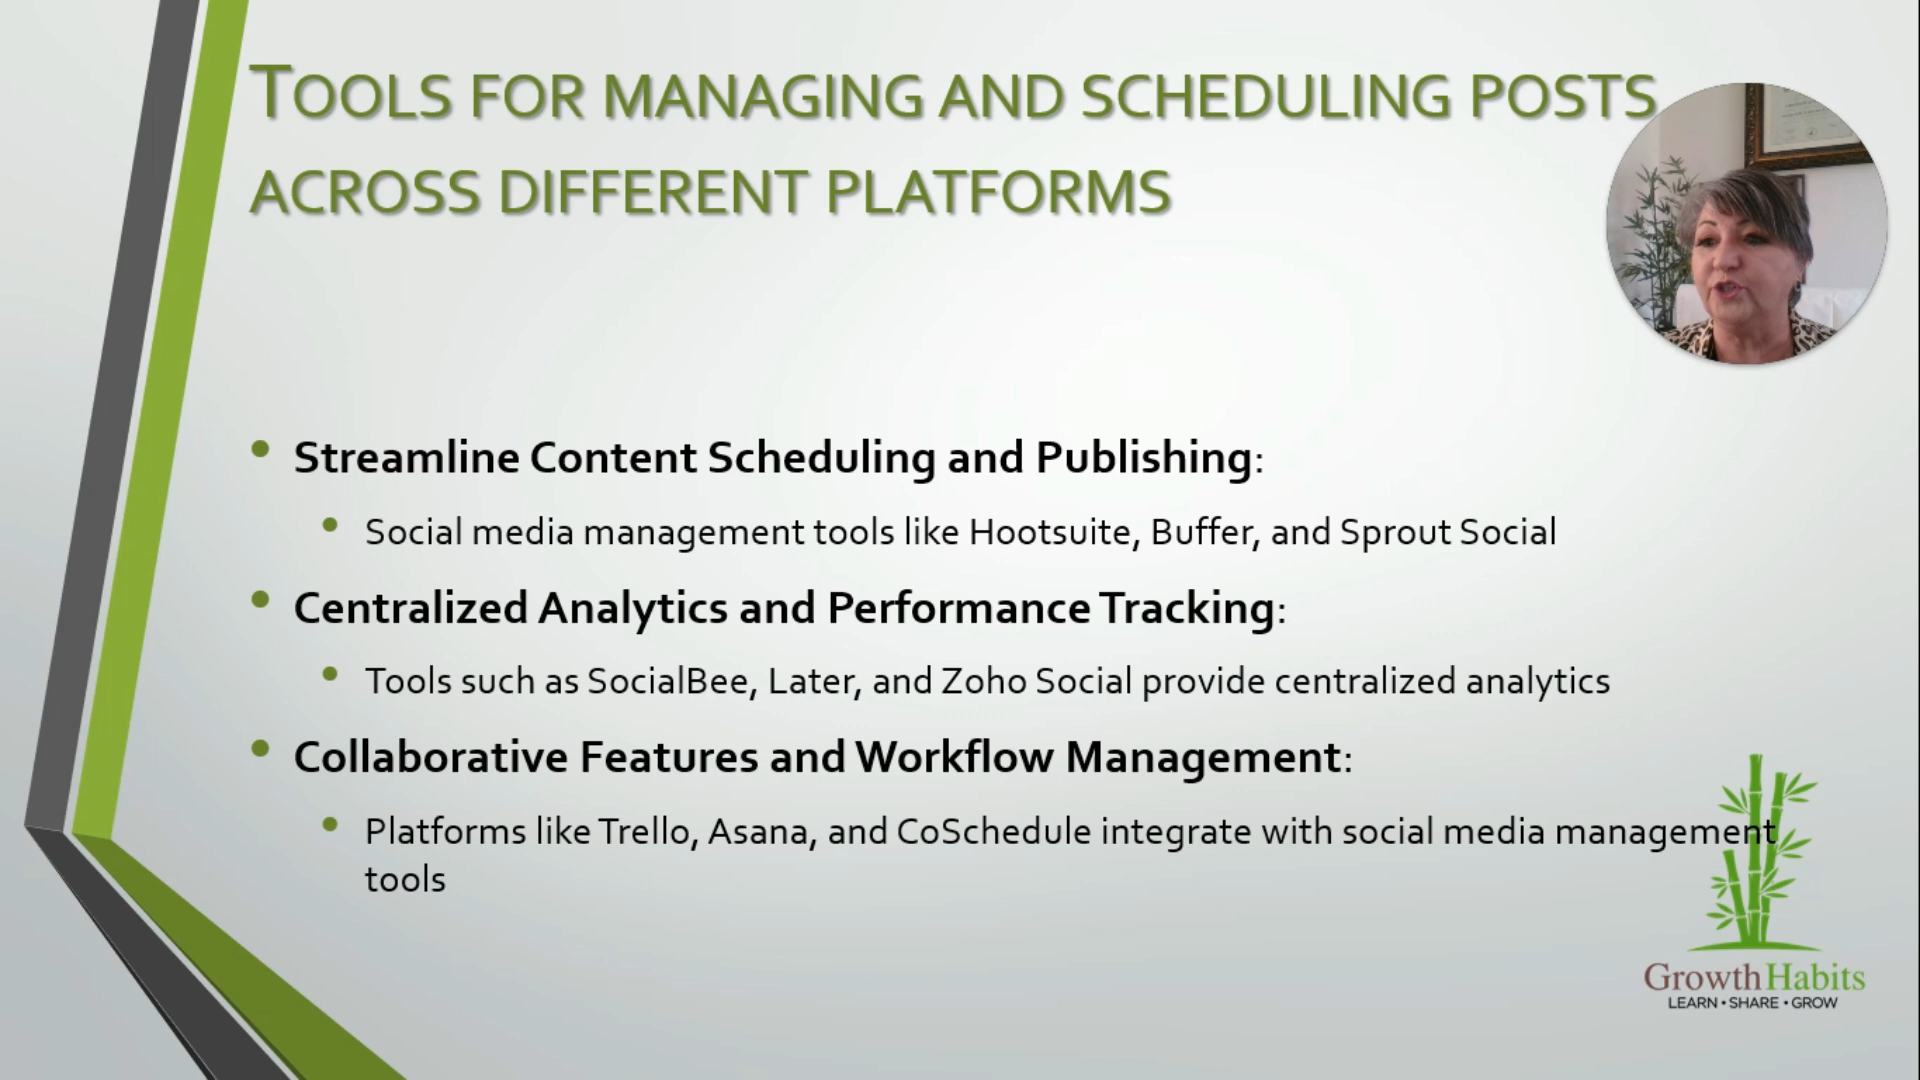 TOOLS FOR MANAGING AND SCHEDULING POSTS
ACROSS DIFFERENT PLATFORMS
• Streamline Content Scheduling and Publishing:
• Social media management tools like Hootsuite, Buffer, and Sprout Social
• Centralized Analytics and Performance Tracking:
• Tools such as SocialBee, Later, and Zoho Social provide centralized analytics
• Collaborative Features and Workflow Management:
• Platforms like Trello, Asana, and CoSchedule integrate with social media management
tools
Growth Habits
LEARN • SHARE • GROW